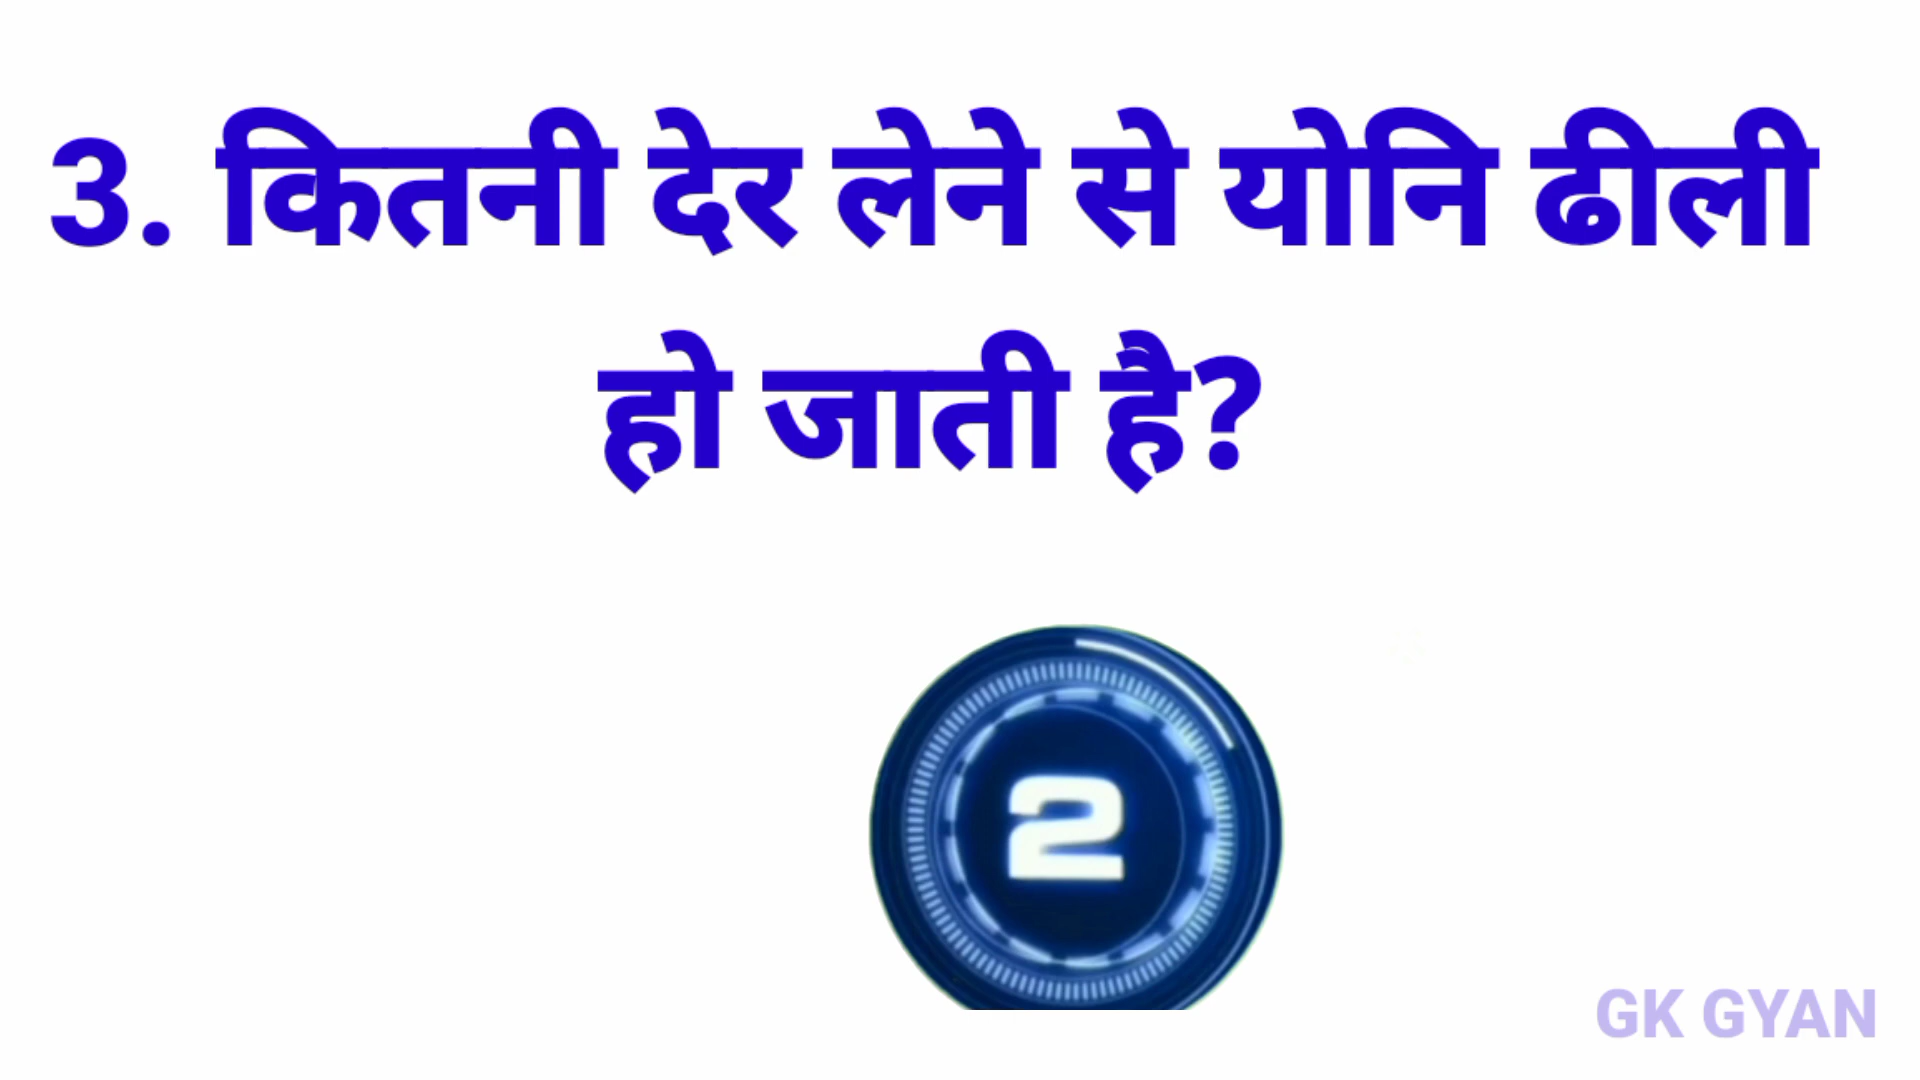 3. कितनी देर लेने से योनि ढीली
हो जाती है?
2
GK GYAN